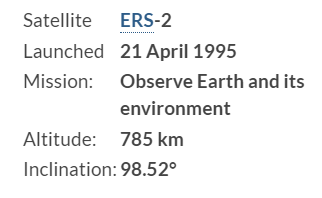 Satellite ERS-2
Launched 21 April 1995
Mission: Observe Earth and its
environment
Altitude: 785 km
Inclination: 98.52°